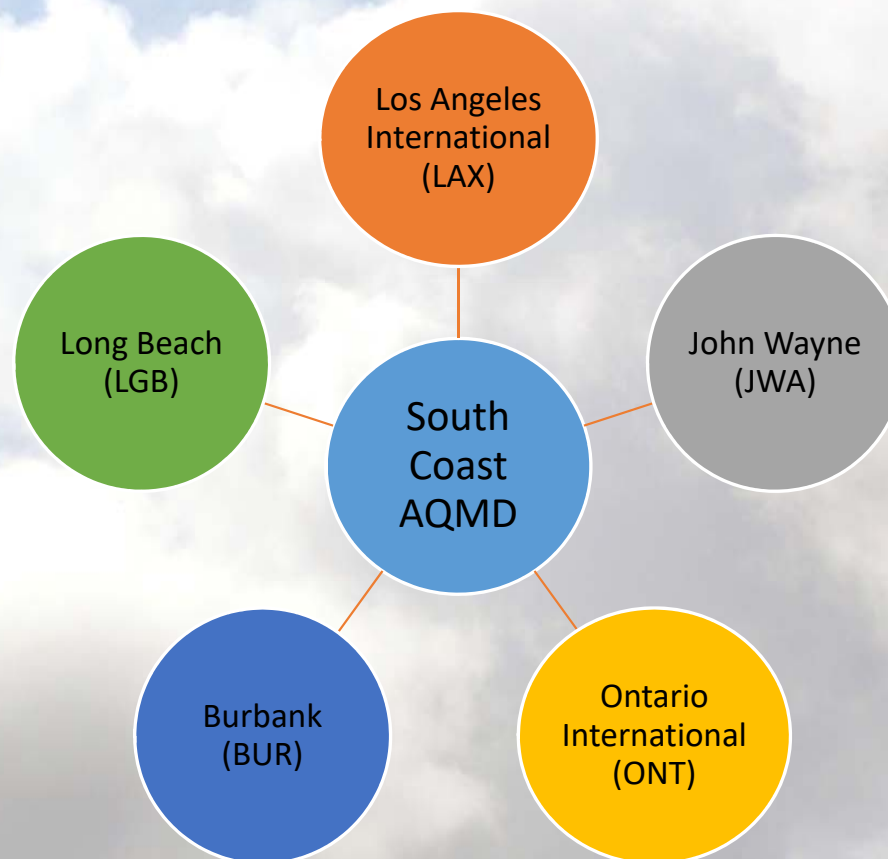 Los Angeles
International
(LAX)
Long Beach
(LGB)
John Wayne
(JWA)
South
Coast
AQMD
Burbank
(BUR)
Ontario
International
(ONT)